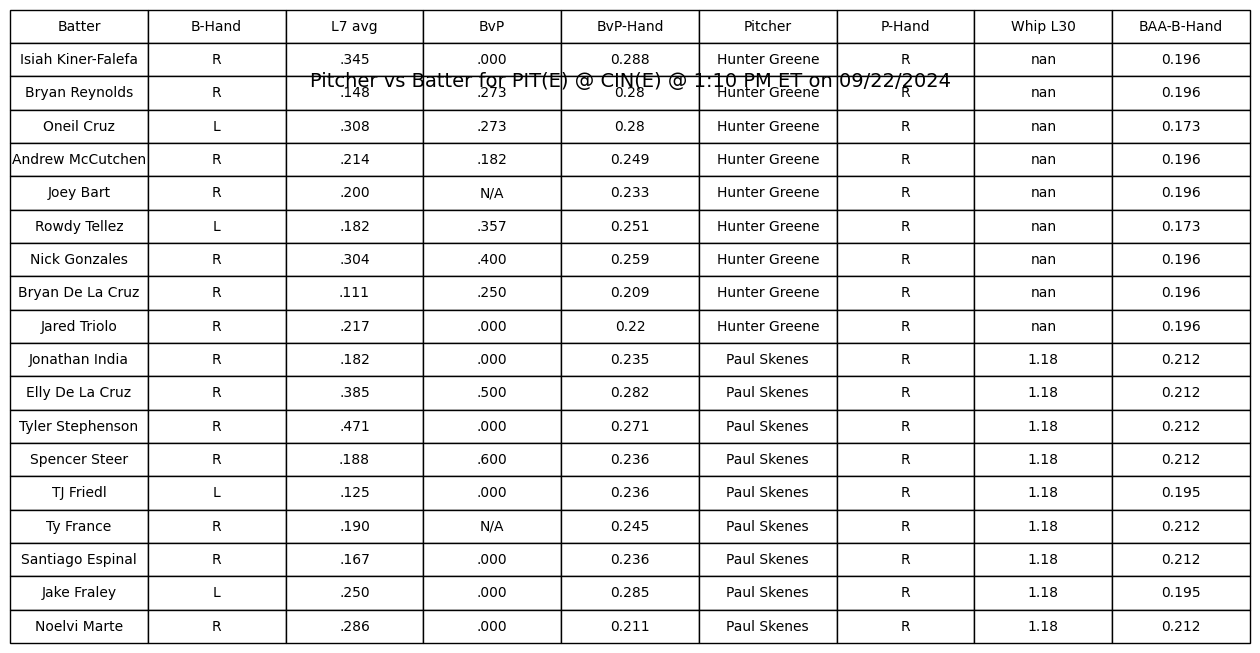 Batter B-Hand L7 avg BvP BvP-Hand Pitcher P-Hand Whip L30 BAA-B-Hand
Isiah Kiner-Falefa R .345 .000 0.288 Hunter Greene R nan 0.196
Pitcher vs Batter for PIT(E) @ CIN(E) @ 1:10 PM ET on 09/22/2024
Bryan Reynolds R .148 .273 0.28 Hunter Greene R nan 0.196
Oneil Cruz L .308 .273 0.28 Hunter Greene R nan 0.173
Andrew McCutchen R .214 .182 0.249 Hunter Greene R nan 0.196
Joey Bart R .200 N/A 0.233 Hunter Greene R nan 0.196
Rowdy Tellez L .182 .357 0.251 Hunter Greene R nan 0.173
Nick Gonzales R .304 .400 0.259 Hunter Greene R nan 0.196
Bryan De La Cruz R .111 .250 0.209 Hunter Greene R nan 0.196
Jared Triolo R .217 .000 0.22 Hunter Greene R nan 0.196
Jonathan India R .182 .000 0.235 Paul Skenes R 1.18 0.212
Elly De La Cruz R .385 .500 0.282 Paul Skenes R 1.18 0.212
Tyler Stephenson R .471 .000 0.271 Paul Skenes R 1.18 0.212
Spencer Steer R .188 .600 0.236 Paul Skenes R 1.18 0.212
TJ Friedl L .125 .000 0.236 Paul Skenes R 1.18 0.195
Ty France R .190 N/A 0.245 Paul Skenes R 1.18 0.212
Santiago Espinal R .167 .000 0.236 Paul Skenes R 1.18 0.212
Jake Fraley L .250 .000 0.285 Paul Skenes R 1.18 0.195
Noelvi Marte R .286 .000 0.211 Paul Skenes R 1.18 0.212